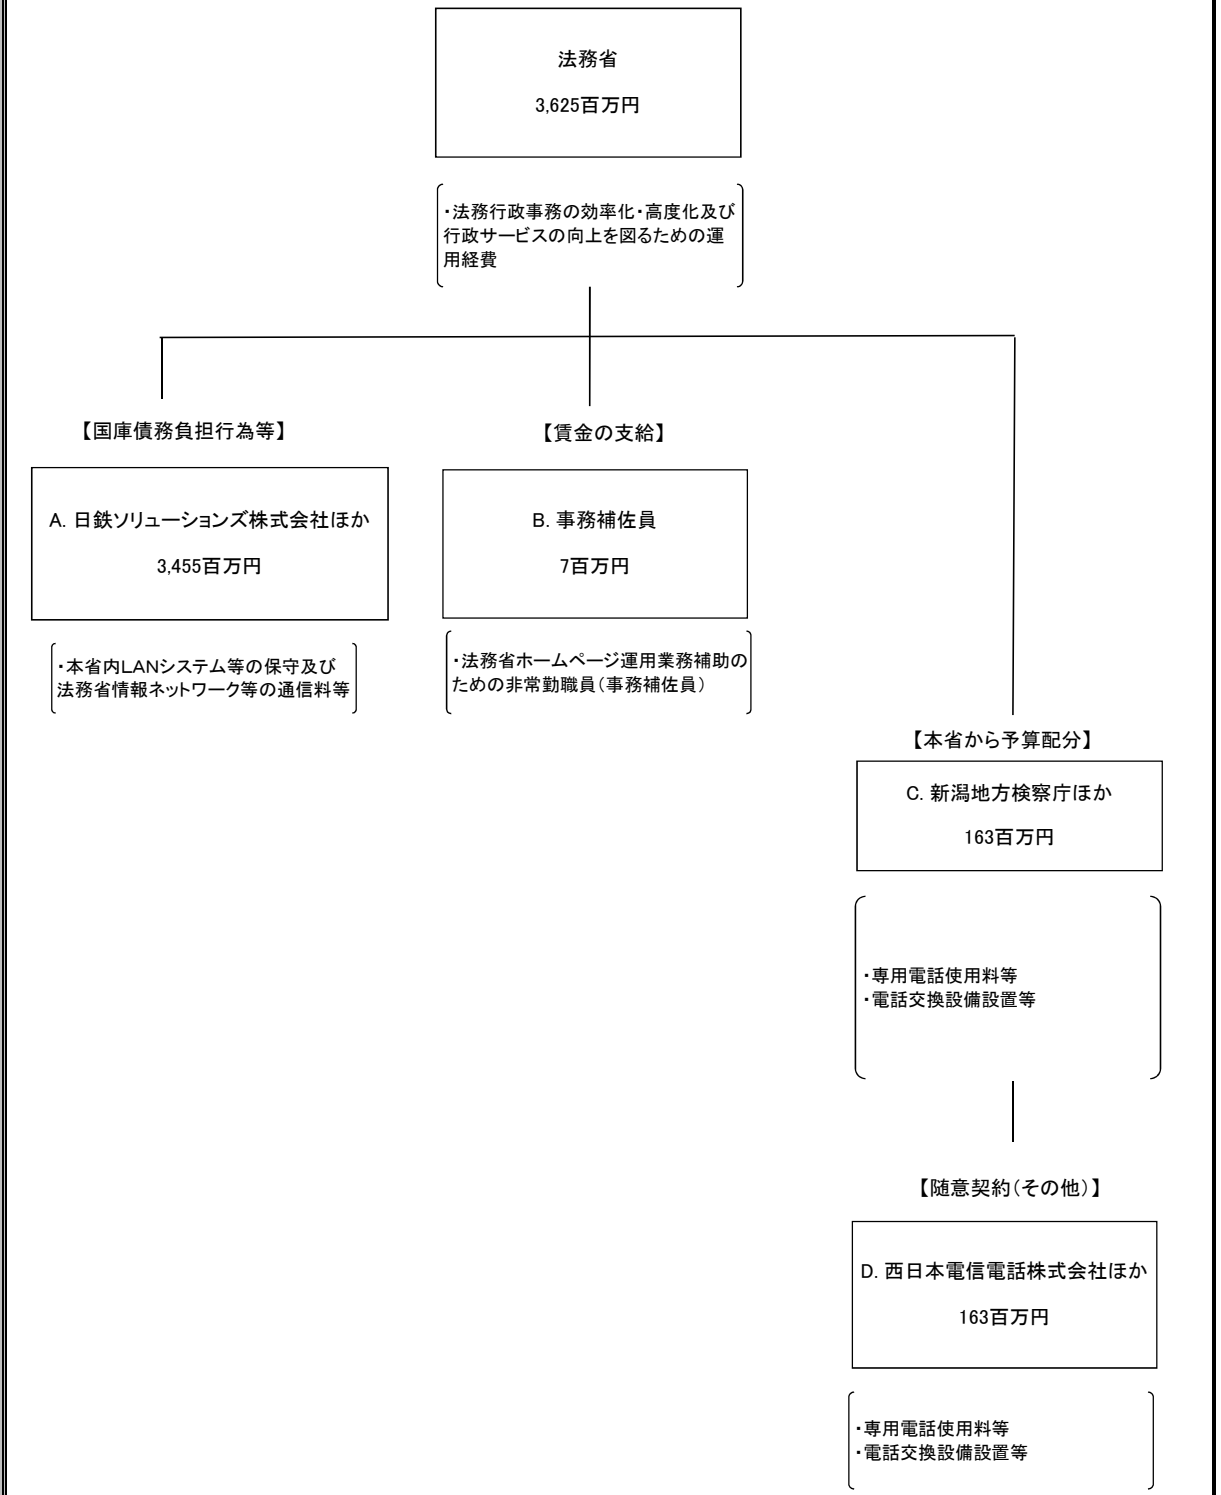 法務省
3,625百万円
・法務行政事務の効率化・高度化及び
行政サービスの向上を図るための運
用経費
【国庫債務負担行為等】
A. 日鉄ソリューションズ株式会社ほか
3,455百万円
・本省内LANシステム等の保守及び
法務省情報ネットワーク等の通信料等
【賃金の支給】
B. 事務補佐員
7百万円
・法務省ホームページ運用業務補助の
ための非常勤職員(事務補佐員)
【本省から予算配分】
C. 新潟地方検察庁ほか
163百万円
・専用電話使用料等
・電話交換設備設置等
【随意契約(その他)】
D. 西日本電信電話株式会社ほか
163百万円
・専用電話使用料等
・電話交換設備設置等